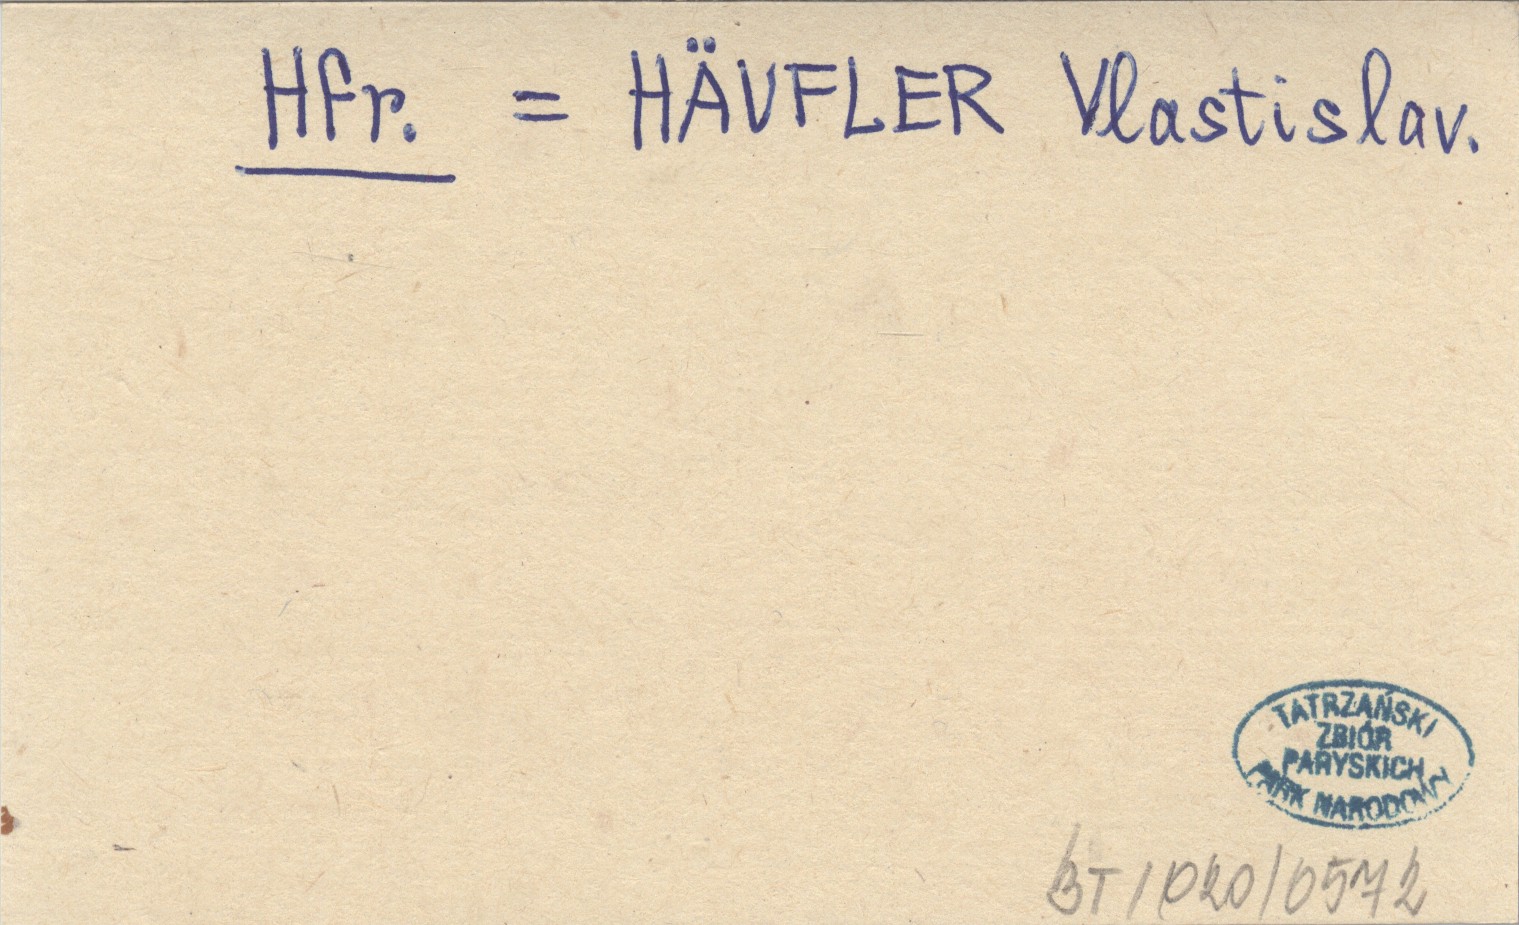 Hfr. = HÄUFLER Vlastislav.
TATRZAŃSKI
ZBIÓR
PARYSKICH
PARK NARODOWY
BT/020/0572